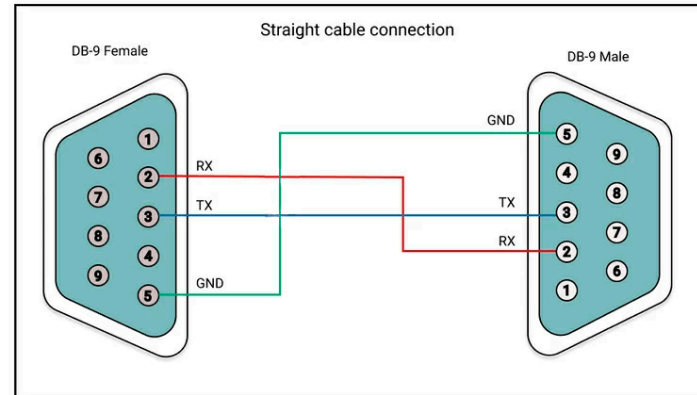 Straight cable connection
DB-9 Female
DB-9 Male
1
6
2
7
3
8
4
9
5
RX
TX
GND
GND
TX
RX
5
9
4
8
3
7
2
6
1